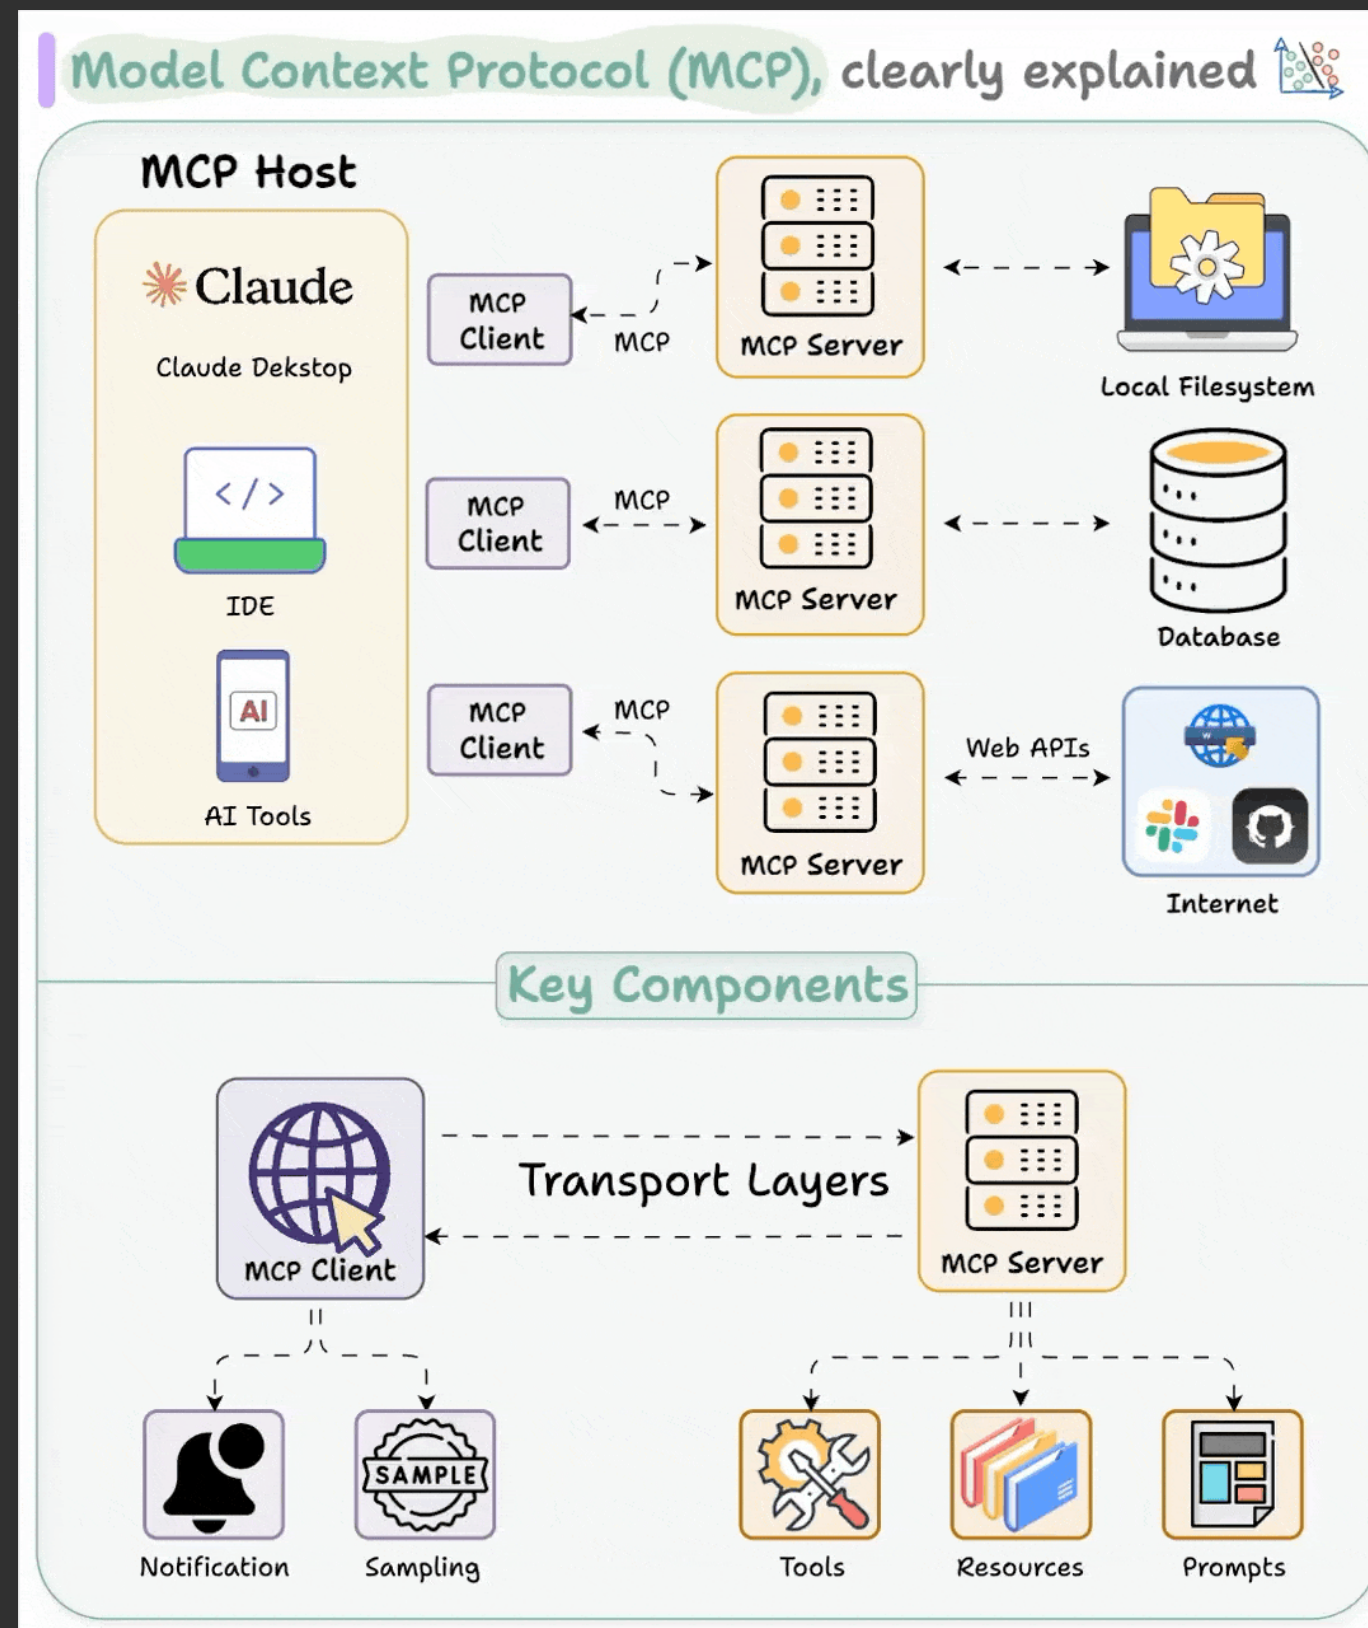 Model Context Protocol (MCP), clearly explained
MCP Host
Claude
Claude Dekstop
</>
IDE
AI
AI Tools
MCP
Client
MCP
MCP Server
Local Filesystem
MCP
Client
MCP
MCP Server
Database
MCP
Client
MCP
MCP Server
Web APIs
W
Internet
Key Components
MCP Client
Transport Layers
MCP Server
SAMPLE
Notification
Sampling
Tools
Resources
Prompts